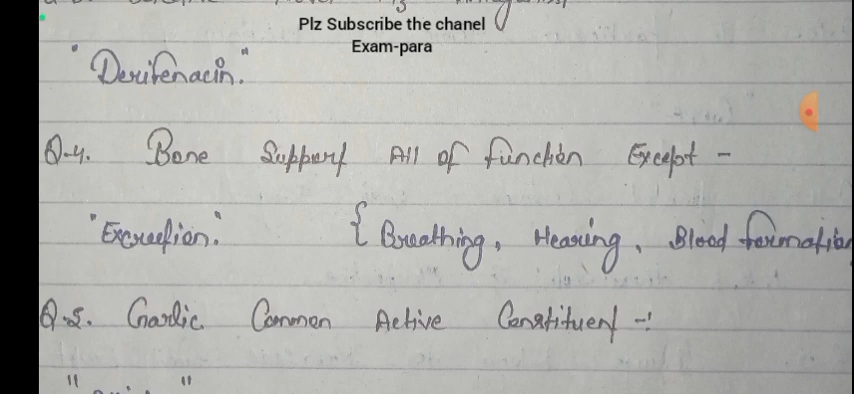 Plz Subscribe the chanel
Exam-para
"Derifenacin."
Q-4. Bone Support All of function Except -
"Excreation." { Breathing, Hearing, Blood formation
Q.5. Garlic Common Active Constituent -: